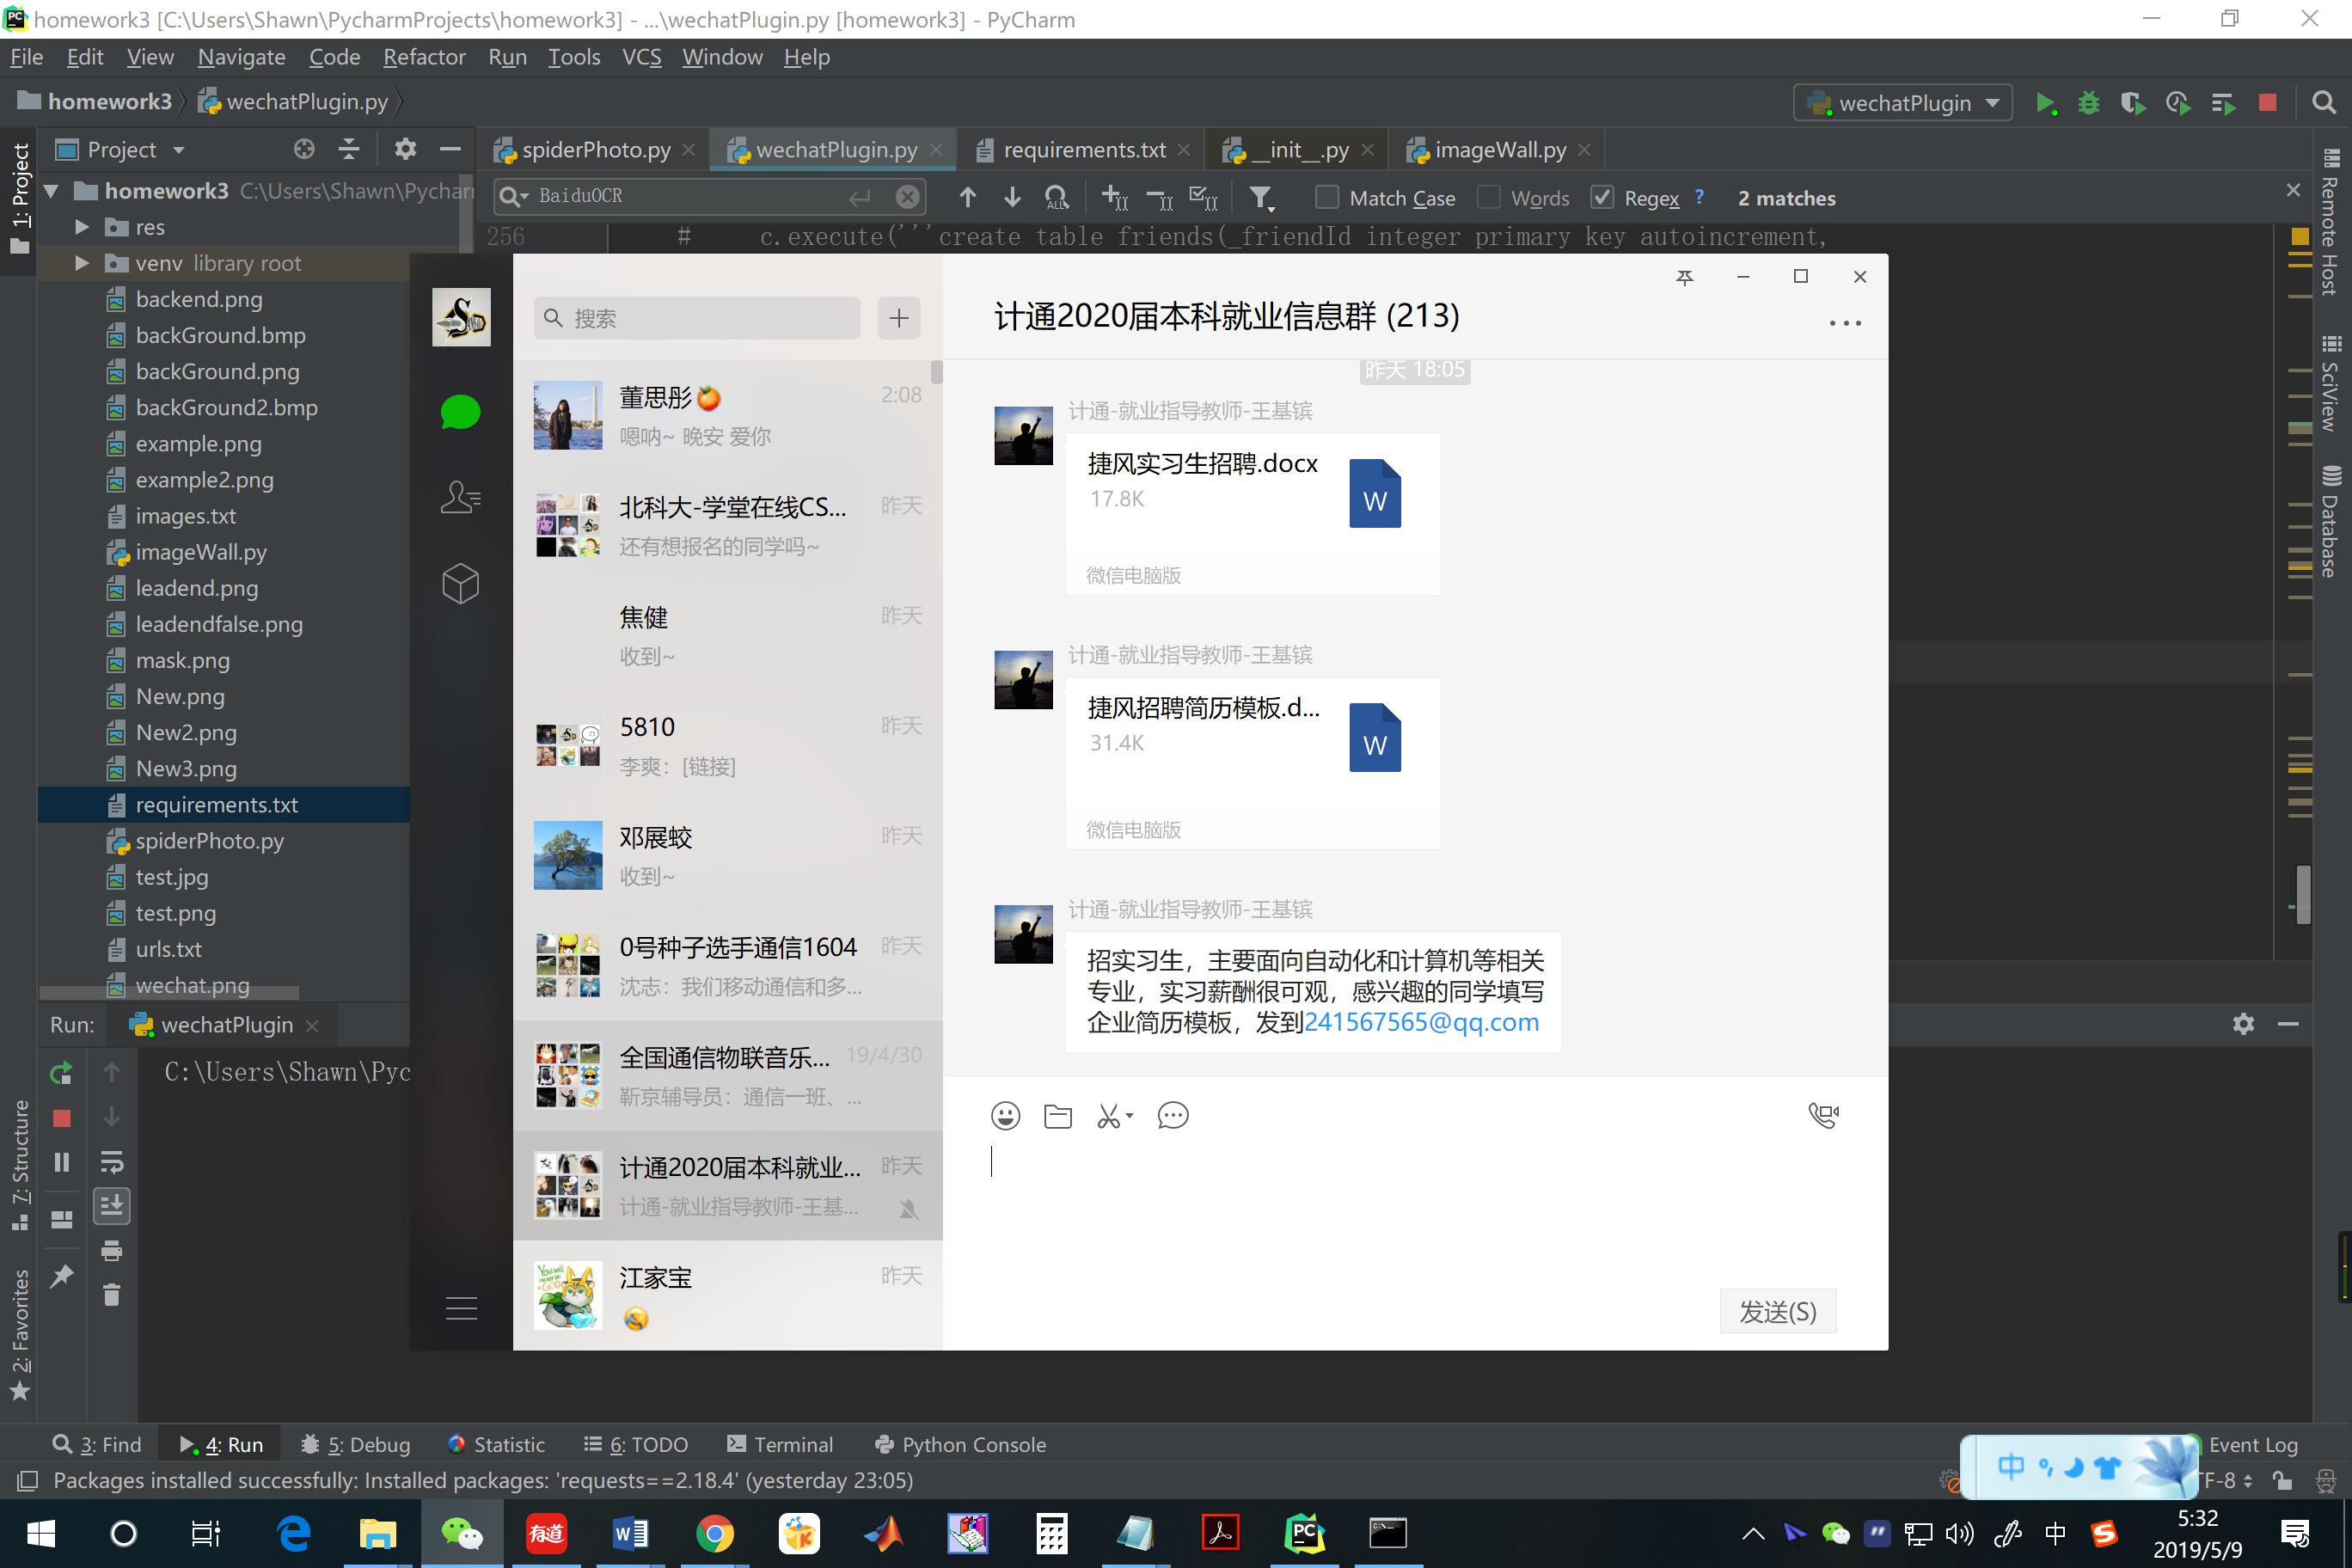 homework3 [C:\Users\Shawn\PycharmProjects\homework3] - ...\wechatPlugin.py [homework3] - PyCharm
File Edit View Navigate Code Refactor Run Tools VCS Window Help
homework3 wechatPlugin.py
wechatPlugin
1: Project
Project
spiderPhoto.py
wechatPlugin.py
requirements.txt
__init__.py
imageWall.py
BaiduOCR
Match Case Words Regex ? 2 matches
256 # c.execute('''create table friends(_friendId integer primary key autoincrement,
homework3 C:\Users\Shawn\Pychar
res
venv library root
backend.png
backGround.bmp
backGround.png
backGround2.bmp
example.png
example2.png
images.txt
imageWall.py
leadend.png
leadendfalse.png
mask.png
New.png
New2.png
New3.png
requirements.txt
spiderPhoto.py
test.jpg
test.png
urls.txt
wechat.png
搜索
董思彤 2:08
嗯呐~ 晚安 爱你
北科大-学堂在线CS... 昨天
还有想报名的同学吗~
焦健 昨天
收到~
5810 昨天
李爽：[链接]
邓展蛟 昨天
收到~
0号种子选手通信1604 昨天
沈志：我们移动通信和多...
全国通信物联音乐... 19/4/30
靳京辅导员：通信一班、...
计通2020届本科就业... 昨天
计通-就业指导教师-王基...
江家宝 昨天
计通2020届本科就业信息群 (213)
昨天 18:05
计通-就业指导教师-王基镔
捷风实习生招聘.docx
17.8K
W
微信电脑版
计通-就业指导教师-王基镔
捷风招聘简历模板.d...
31.4K
W
微信电脑版
计通-就业指导教师-王基镔
招实习生，主要面向自动化和计算机等相关
专业，实习薪酬很可观，感兴趣的同学填写
企业简历模板，发到241567565@qq.com
发送(S)
Remote Host
SciView
Database
Run: wechatPlugin
C:\Users\Shawn\Pyc
7: Structure
2: Favorites
3: Find 4: Run 5: Debug Statistic 6: TODO Terminal Python Console
Event Log
Packages installed successfully: Installed packages: 'requests==2.18.4' (yesterday 23:05)
中
TF-8
有道
PC
中
5:32
2019/5/9